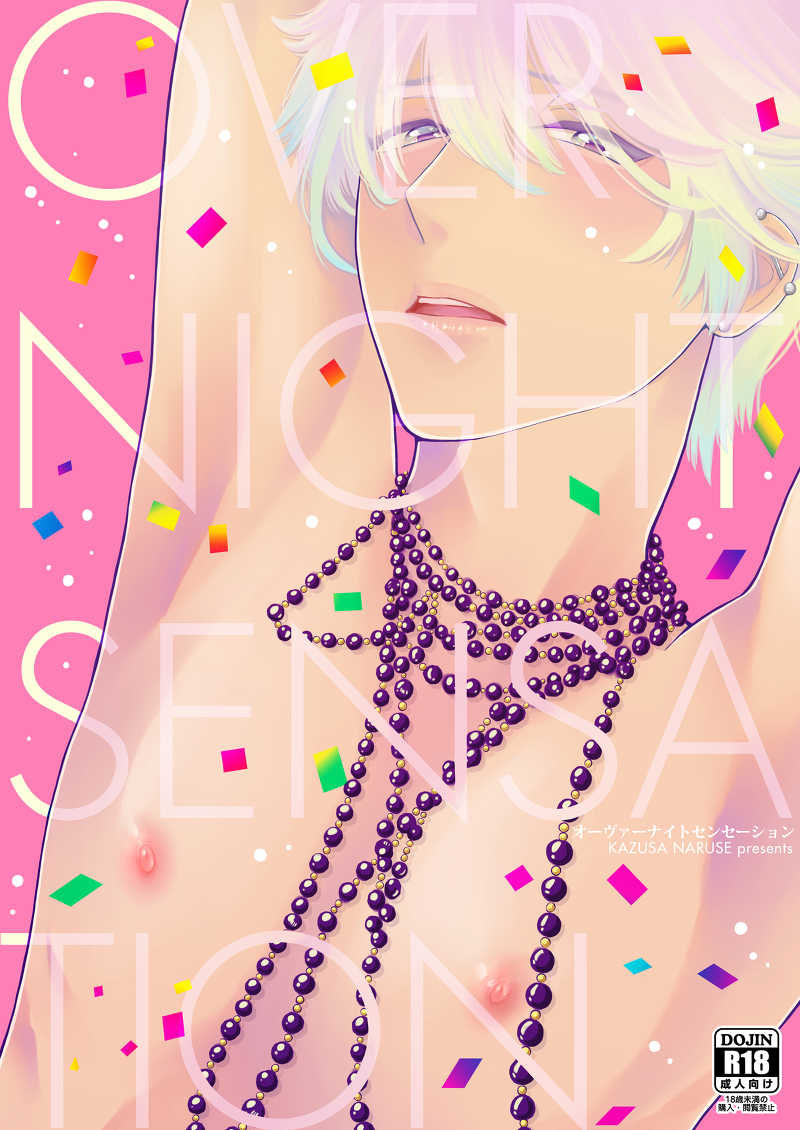 OVER
NIGHT
SENSA
オーヴァーナイトセンセーション
KAZUSA NARUSE presents
TION
DOJIN
R18
成人向け
18歳未満の
購入・閲覧禁止